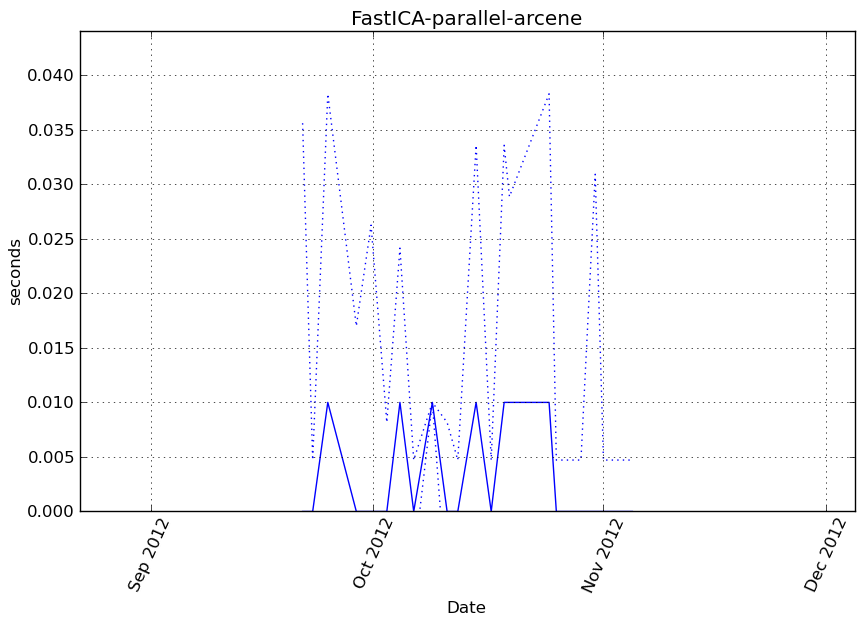 FastICA-parallel-arcene
0.040
0.035
0.030
0.025
0.020
0.015
0.010
0.005
0.000
seconds
Sep 2012
Oct 2012
Nov 2012
Dec 2012
Date